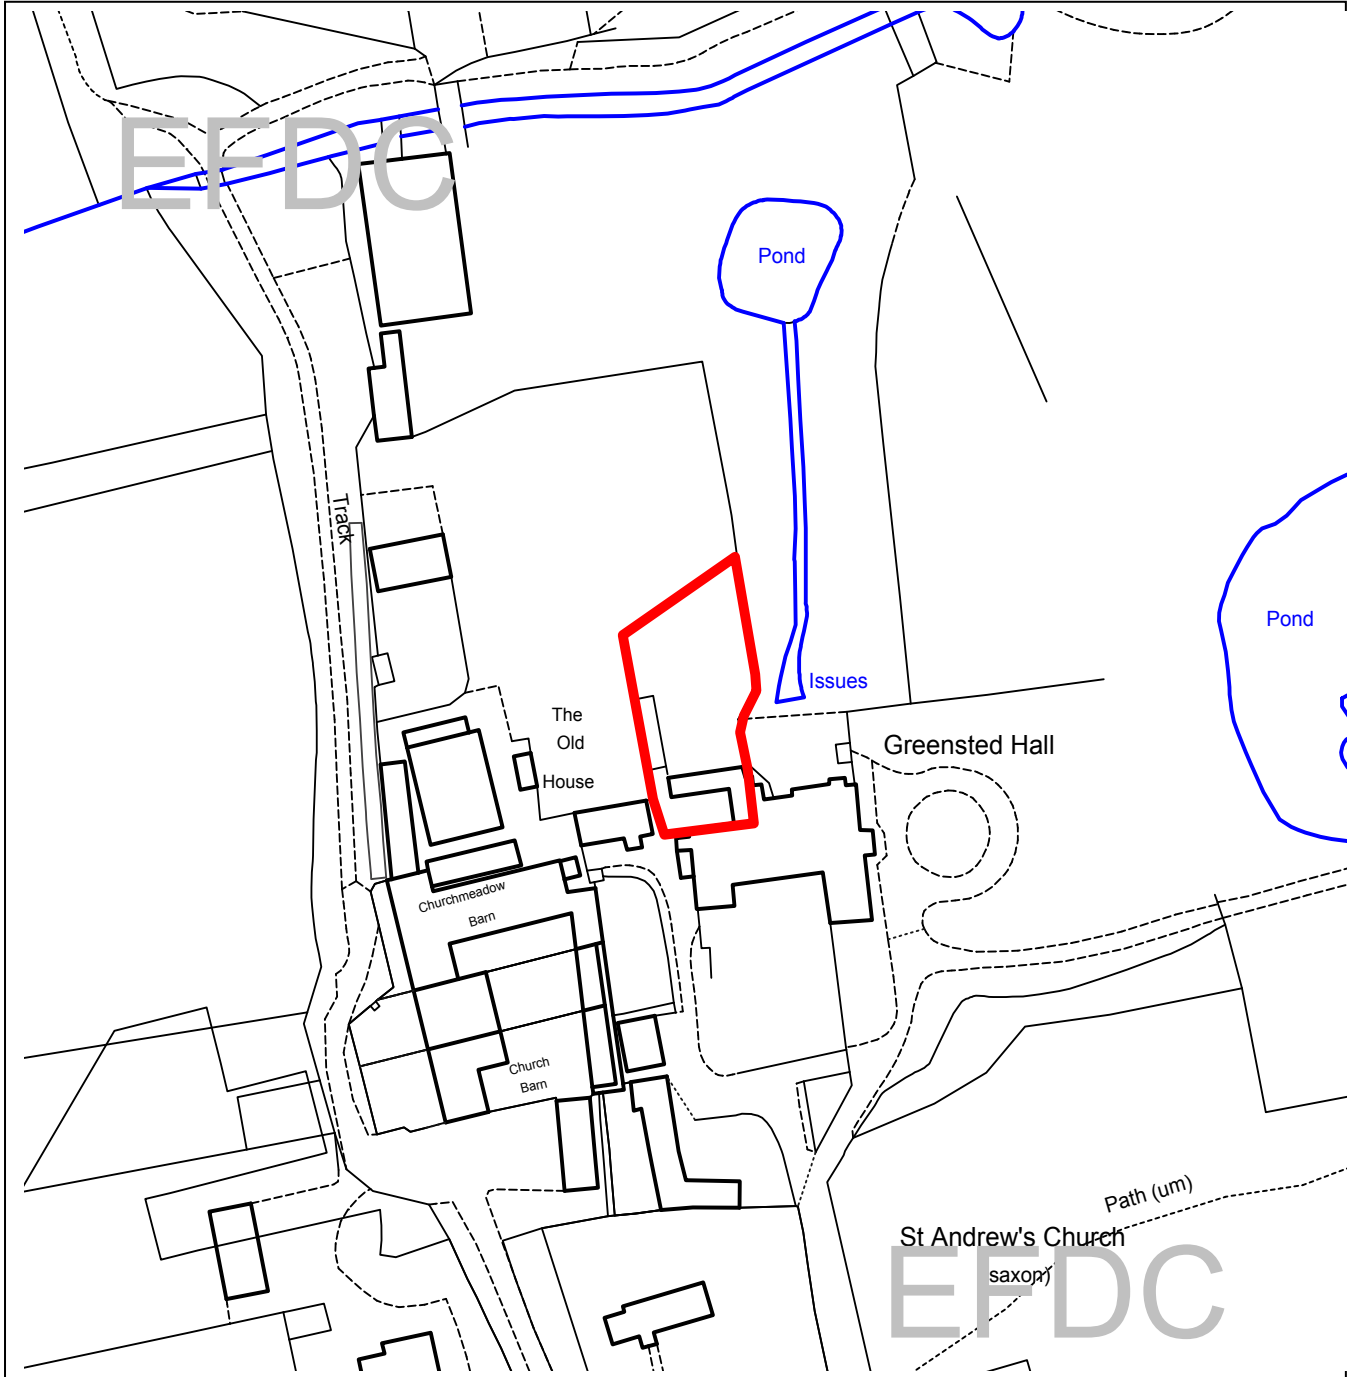 EFDC
Pond
Track
Pond
Issues
The
Old
House
Greensted Hall
Churchmeadow
Barn
Church
Barn
Path (um)
St Andrew's Church
saxon)
EFDC